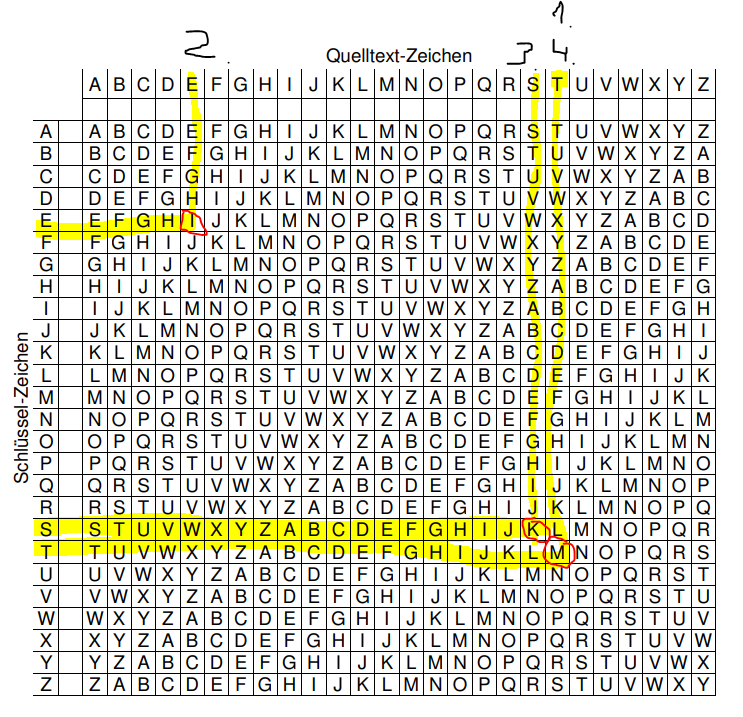 1.
2. 3. 4.
Quelltext-Zeichen
A B C D E F G H I J K L M N O P Q R S T U V W X Y Z
Schlüssel-Zeichen
A A B C D E F G H I J K L M N O P Q R S T U V W X Y Z
B B C D E F G H I J K L M N O P Q R S T U V W X Y Z A
C C D E F G H I J K L M N O P Q R S T U V W X Y Z A B
D D E F G H I J K L M N O P Q R S T U V W X Y Z A B C
E E F G H I J K L M N O P Q R S T U V W X Y Z A B C D
F F G H I J K L M N O P Q R S T U V W X Y Z A B C D E
G G H I J K L M N O P Q R S T U V W X Y Z A B C D E F
H H I J K L M N O P Q R S T U V W X Y Z A B C D E F G
I I J K L M N O P Q R S T U V W X Y Z A B C D E F G H
J J K L M N O P Q R S T U V W X Y Z A B C D E F G H I
K K L M N O P Q R S T U V W X Y Z A B C D E F G H I J
L L M N O P Q R S T U V W X Y Z A B C D E F G H I J K
M M N O P Q R S T U V W X Y Z A B C D E F G H I J K L
N N O P Q R S T U V W X Y Z A B C D E F G H I J K L M
O O P Q R S T U V W X Y Z A B C D E F G H I J K L M N
P P Q R S T U V W X Y Z A B C D E F G H I J K L M N O
Q Q R S T U V W X Y Z A B C D E F G H I J K L M N O P
R R S T U V W X Y Z A B C D E F G H I J K L M N O P Q
S S T U V W X Y Z A B C D E F G H I J K L M N O P Q R
T T U V W X Y Z A B C D E F G H I J K L M N O P Q R S
U U V W X Y Z A B C D E F G H I J K L M N O P Q R S T
V V W X Y Z A B C D E F G H I J K L M N O P Q R S T U
W W X Y Z A B C D E F G H I J K L M N O P Q R S T U V
X X Y Z A B C D E F G H I J K L M N O P Q R S T U V W
Y Y Z A B C D E F G H I J K L M N O P Q R S T U V W X
Z Z A B C D E F G H I J K L M N O P Q R S T U V W X Y